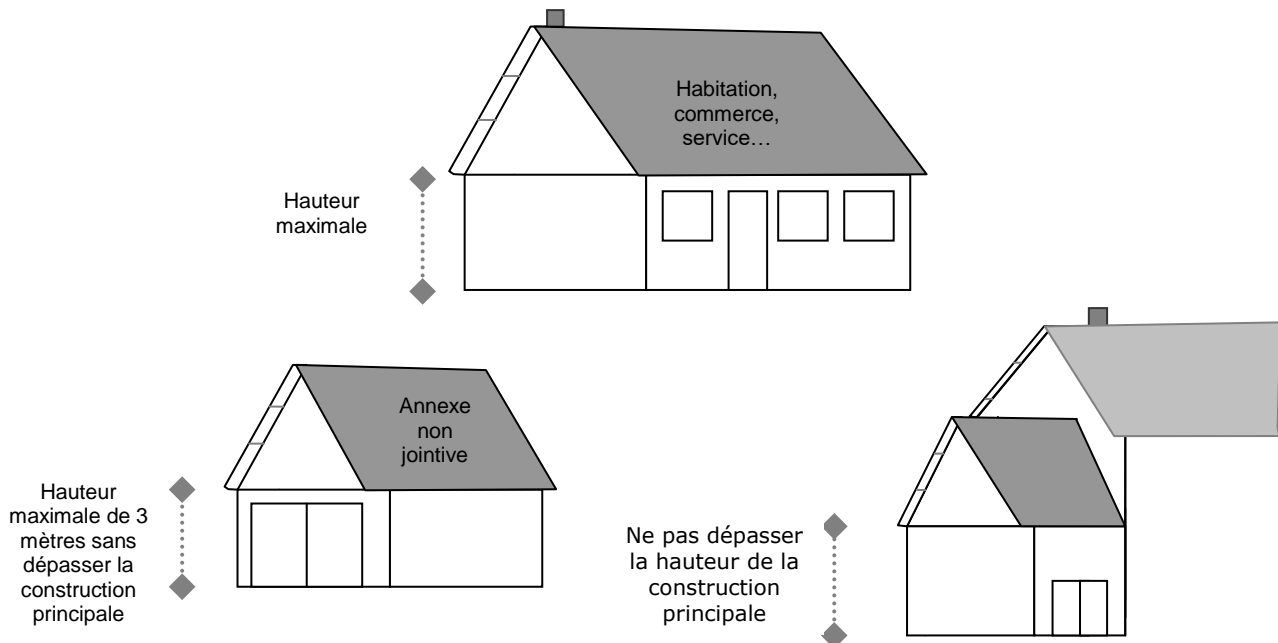 Habitation,
commerce,
service…
Hauteur
maximale
Annexe
non
jointive
Hauteur
maximale de 3
mètres sans
dépasser la
construction
principale
Ne pas dépasser
la hauteur de la
construction
principale